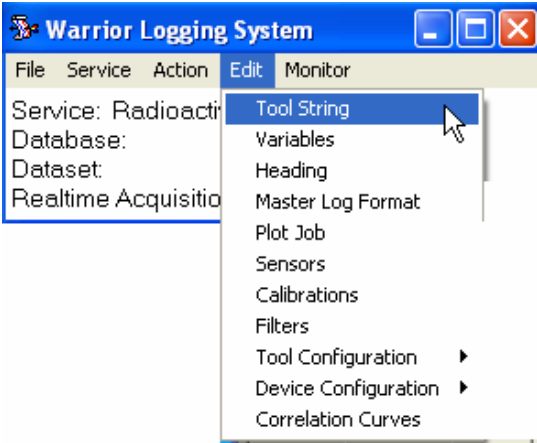 Warrior Logging System
File Service Action Edit Monitor
Service: Radioacti
Database:
Dataset:
Realtime Acquisitio
Tool String
Variables
Heading
Master Log Format
Plot Job
Sensors
Calibrations
Filters
Tool Configuration
Device Configuration
Correlation Curves